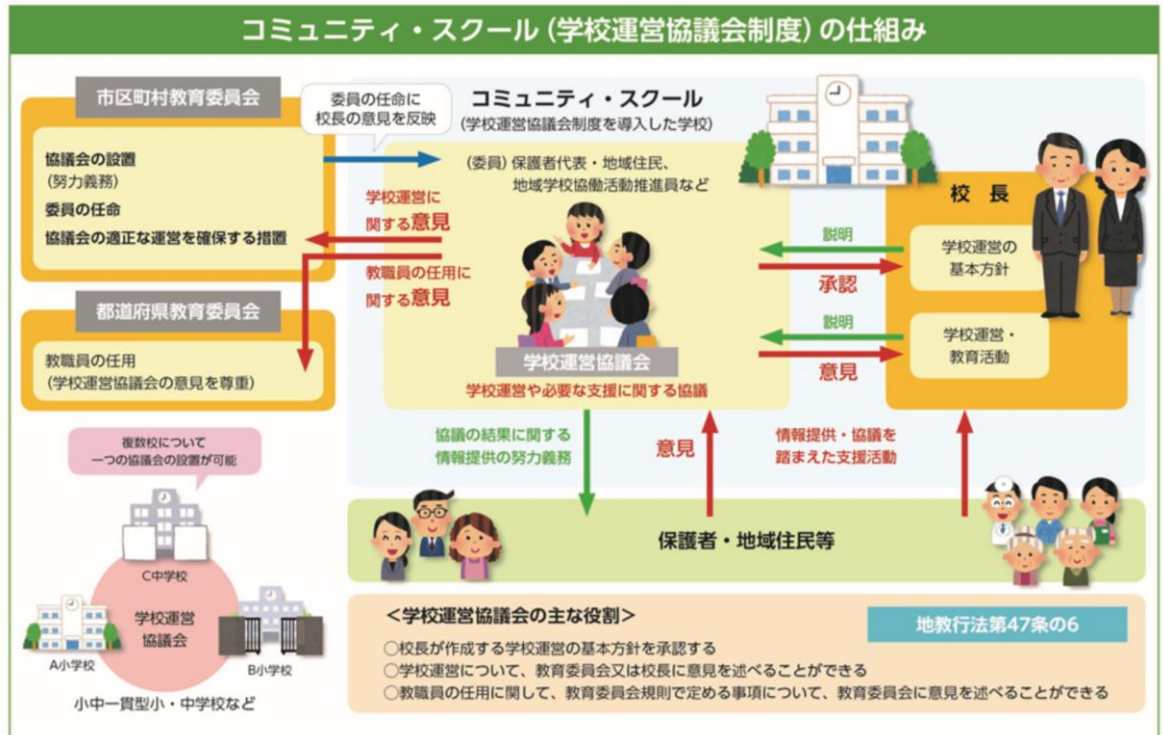 コミュニティ・スクール(学校運営協議会制度)の仕組み
市区町村教育委員会
協議会の設置
(努力義務)
委員の任命
協議会の適正な運営を確保する措置
都道府県教育委員会
教職員の任用
(学校運営協議会の意見を尊重)
委員の任命に
校長の意見を反映
学校運営に
関する意見
教職員の任用に
関する意見
コミュニティ・スクール
(学校運営協議会制度を導入した学校)
(委員) 保護者代表・地域住民、
地域学校協働活動推進員など
学校運営協議会
学校運営や必要な支援に関する協議
説明
承認
説明
意見
校長
学校運営の
基本方針
学校運営・
教育活動
協議の結果に関する
情報提供の努力義務
意見
情報提供・協議を
踏まえた支援活動
保護者・地域住民等
複数校について
一つの協議会の設置が可能
C中学校
学校運営
協議会
A小学校
B小学校
小中一貫型小・中学校など
<学校運営協議会の主な役割>
地教行法第47条の6
○校長が作成する学校運営の基本方針を承認する
○学校運営について、教育委員会又は校長に意見を述べることができる
○教職員の任用に関して、教育委員会規則で定める事項について、教育委員会に意見を述べることができる